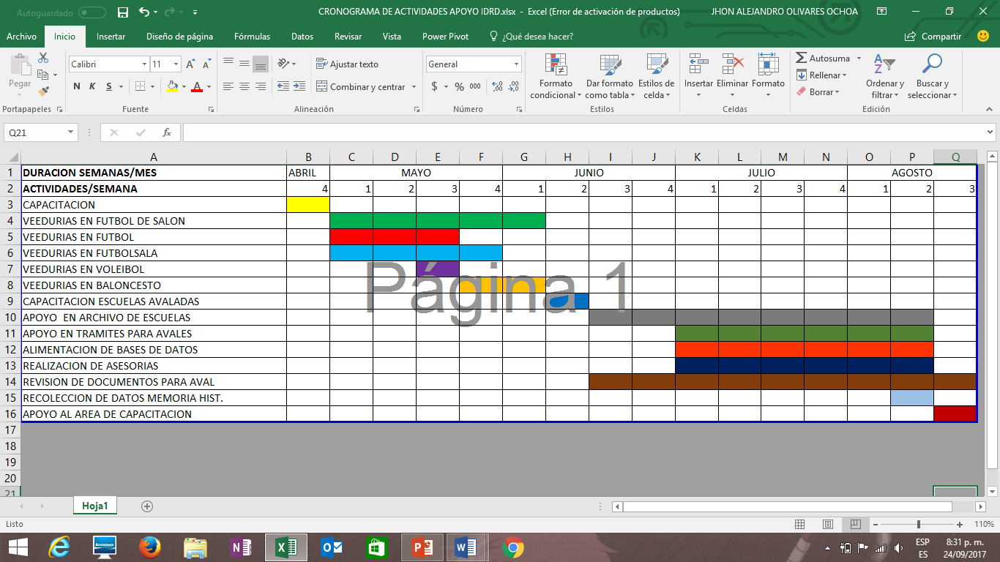 Autoguardado
CRONOGRAMA DE ACTIVIDADES APOYO IDRD.xlsx - Excel (Error de activación de productos)
JHON ALEJANDRO OLIVARES OCHOA
Archivo Inicio Insertar Diseño de página Fórmulas Datos Revisar Vista Power Pivot ¿Qué desea hacer? Compartir
Pegar
Calibri 11
N K S
Ajustar texto
Combinar y centrar
General
$ % 000
Formato condicional
Dar formato como tabla
Estilos de celda
Insertar Eliminar Formato
Autosuma
Rellenar
Borrar
Ordenar y filtrar
Buscar y seleccionar
Portapapeles Fuente Alineación Número Estilos Celdas Edición
Q21 fx
A B C D E F G H I J K L M N O P Q
1 DURACION SEMANAS/MES ABRIL MAYO JUNIO JULIO AGOSTO
2 ACTIVIDADES/SEMANA 4 1 2 3 4 1 2 3 4 1 2 3 4 1 2 3
3 CAPACITACION
4 VEEDURIAS EN FUTBOL DE SALON
5 VEEDURIAS EN FUTBOL
6 VEEDURIAS EN FUTBOLSALA
7 VEEDURIAS EN VOLEIBOL
8 VEEDURIAS EN BALONCESTO
Página 1
9 CAPACITACION ESCUELAS AVALADAS
10 APOYO EN ARCHIVO DE ESCUELAS
11 APOYO EN TRAMITES PARA AVALES
12 ALIMENTACION DE BASES DE DATOS
13 REALIZACION DE ASESORIAS
14 REVISION DE DOCUMENTOS PARA AVAL
15 RECOLECCION DE DATOS MEMORIA HIST.
16 APOYO AL AREA DE CAPACITACION
17
18
19
20
21
Hoja1
Listo
110%
lenovo
ESP
ES
8:31 p. m.
24/09/2017